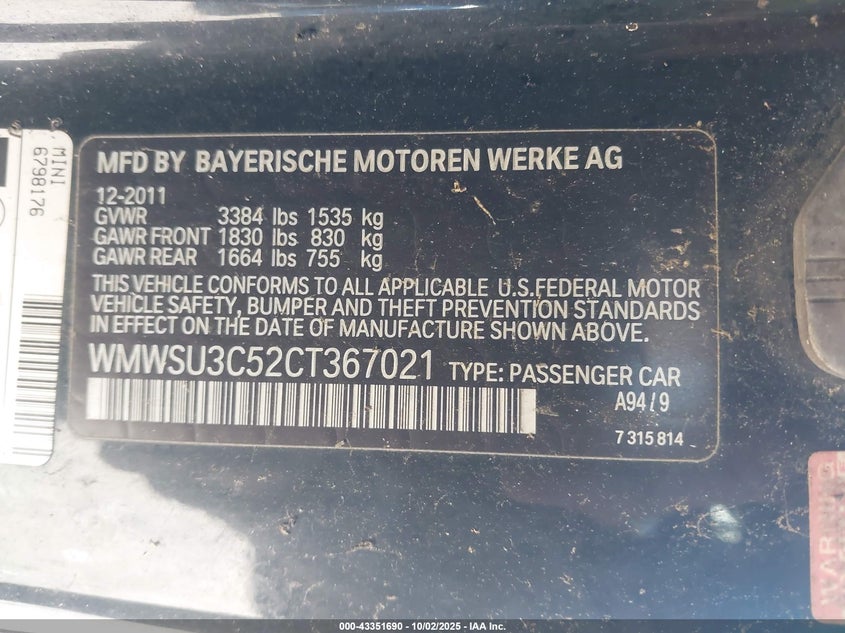 MINI
6798176
MFD BY BAYERISCHE MOTOREN WERKE AG
12-2011
GVWR 3384 lbs 1535 kg
GAWR FRONT 1830 lbs 830 kg
GAWR REAR 1664 lbs 755 kg
THIS VEHICLE CONFORMS TO ALL APPLICABLE U.S.FEDERAL MOTOR
VEHICLE SAFETY, BUMPER AND THEFT PREVENTION STANDARDS
IN EFFECT ON THE DATE OF MANUFACTURE SHOWN ABOVE.
WMWSU3C52CT367021 TYPE: PASSENGER CAR
A94/9
7 315 814
WARNING
000-43351690 - 10/02/2025 - IAA Inc.